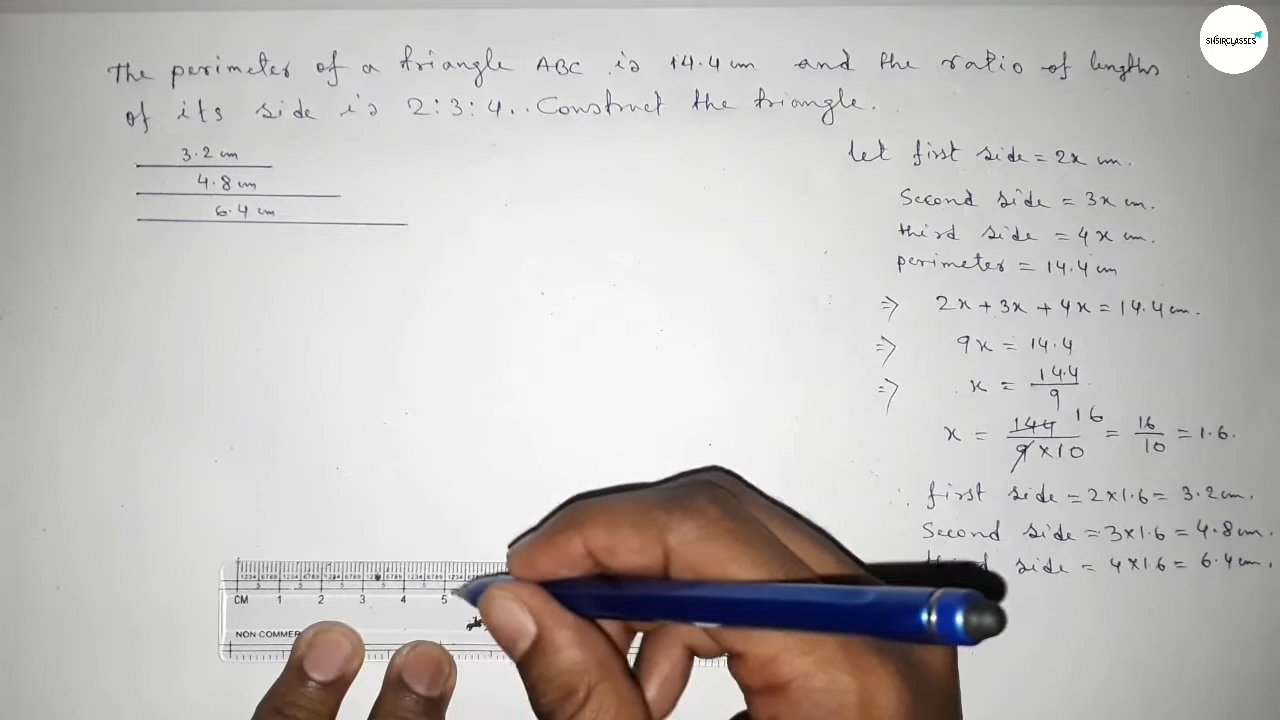 SHSIRCLASSES
The perimeter of a triangle ABC is 14.4 cm and the ratio of lengths
of its side is 2:3:4. Construct the triangle.
3.2 cm
4.8 cm
6.4 cm
let first side = 2x cm.
Second side = 3x cm.
third side = 4x cm.
perimeter = 14.4 cm
⇒ 2x + 3x + 4x = 14.4 cm.
⇒ 9x = 14.4
⇒ x = 14.4/9
x = 144/9×10 16 = 16/10 = 1.6.
∴ first side = 2×1.6 = 3.2 cm.
Second side = 3×1.6 = 4.8 cm.
side = 4×1.6 = 6.4 cm.
CM 1 2 3 4 5
NON COMMER